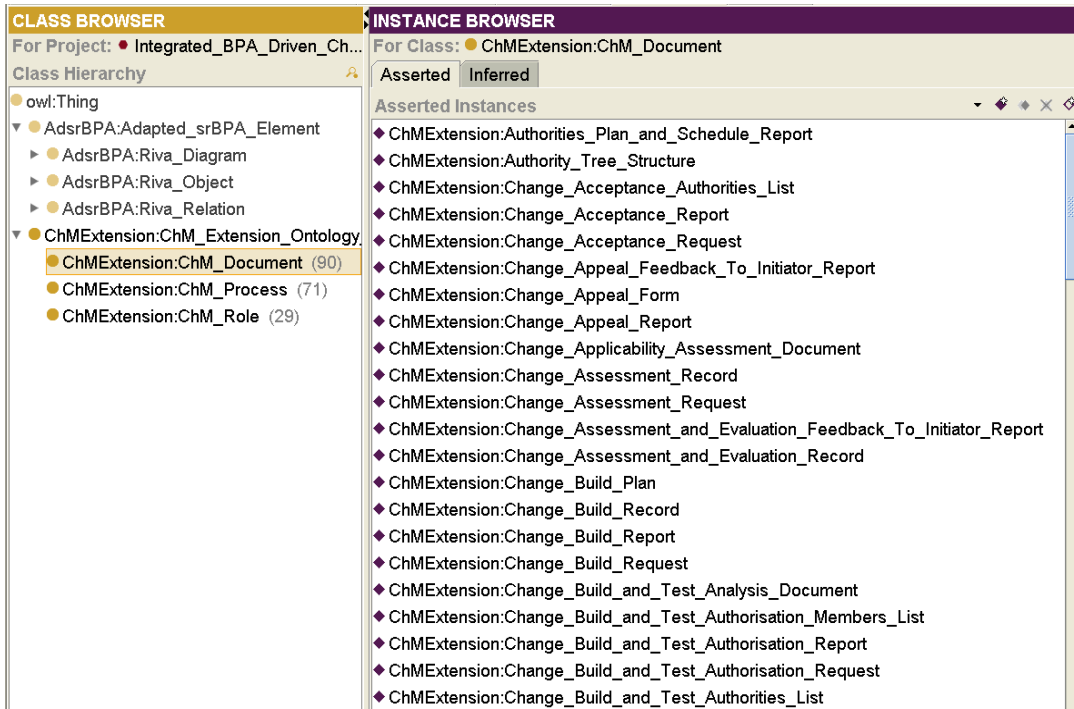 CLASS BROWSER
For Project: Integrated_BPA_Driven_Ch...
Class Hierarchy
owl:Thing
AdsrBPA:Adapted_srBPA_Element
AdsrBPA:Riva_Diagram
AdsrBPA:Riva_Object
AdsrBPA:Riva_Relation
ChMExtension:ChM_Extension_Ontology_
ChMExtension:ChM_Document (90)
ChMExtension:ChM_Process (71)
ChMExtension:ChM_Role (29)
INSTANCE BROWSER
For Class: ChMExtension:ChM_Document
Asserted Inferred
Asserted Instances
ChMExtension:Authorities_Plan_and_Schedule_Report
ChMExtension:Authority_Tree_Structure
ChMExtension:Change_Acceptance_Authorities_List
ChMExtension:Change_Acceptance_Report
ChMExtension:Change_Acceptance_Request
ChMExtension:Change_Appeal_Feedback_To_Initiator_Report
ChMExtension:Change_Appeal_Form
ChMExtension:Change_Appeal_Report
ChMExtension:Change_Applicability_Assessment_Document
ChMExtension:Change_Assessment_Record
ChMExtension:Change_Assessment_Request
ChMExtension:Change_Assessment_and_Evaluation_Feedback_To_Initiator_Report
ChMExtension:Change_Assessment_and_Evaluation_Record
ChMExtension:Change_Build_Plan
ChMExtension:Change_Build_Record
ChMExtension:Change_Build_Report
ChMExtension:Change_Build_Request
ChMExtension:Change_Build_and_Test_Analysis_Document
ChMExtension:Change_Build_and_Test_Authorisation_Members_List
ChMExtension:Change_Build_and_Test_Authorisation_Report
ChMExtension:Change_Build_and_Test_Authorisation_Request
ChMExtension:Change_Build_and_Test_Authorities_List